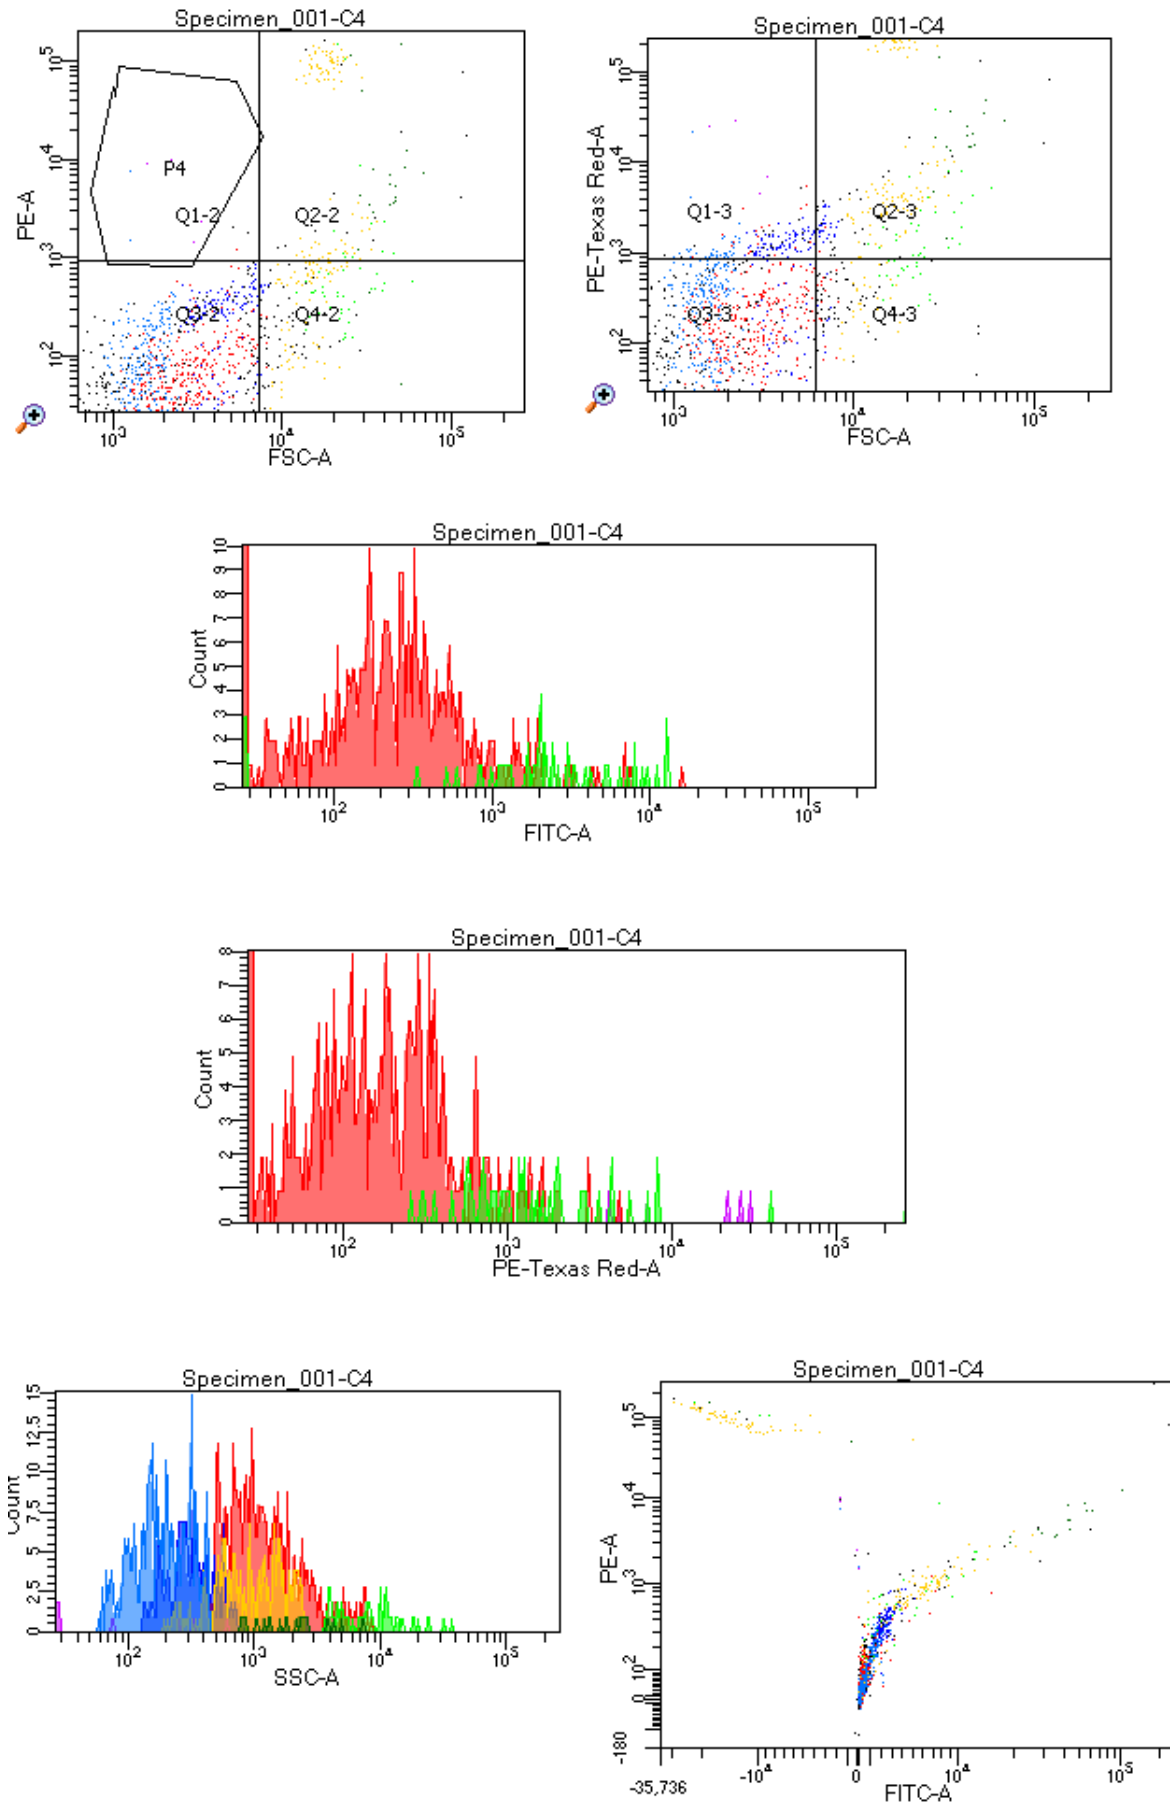 Specimen_001-C4
PE-A
10^5
10^4
10^3
10^2
P4
Q1-2
Q2-2
Q3-2
Q4-2
10^3
10^4
10^5
FSC-A
Specimen_001-C4
PE-Texas Red-A
10^5
10^4
10^3
10^2
Q1-3
Q2-3
Q3-3
Q4-3
10^3
10^4
10^5
FSC-A
Specimen_001-C4
Count
10
9
8
7
6
5
4
3
2
1
0
10^2
10^3
10^4
10^5
FITC-A
Specimen_001-C4
Count
8
7
6
5
4
3
2
1
0
10^2
10^3
10^4
10^5
PE-Texas Red-A
Specimen_001-C4
Count
15
12.5
10
7.5
5
2.5
0
10^2
10^3
10^4
10^5
SSC-A
Specimen_001-C4
PE-A
10^5
10^4
10^3
10^2
0
-180
-35,736
-10^4
0
10^4
10^5
FITC-A